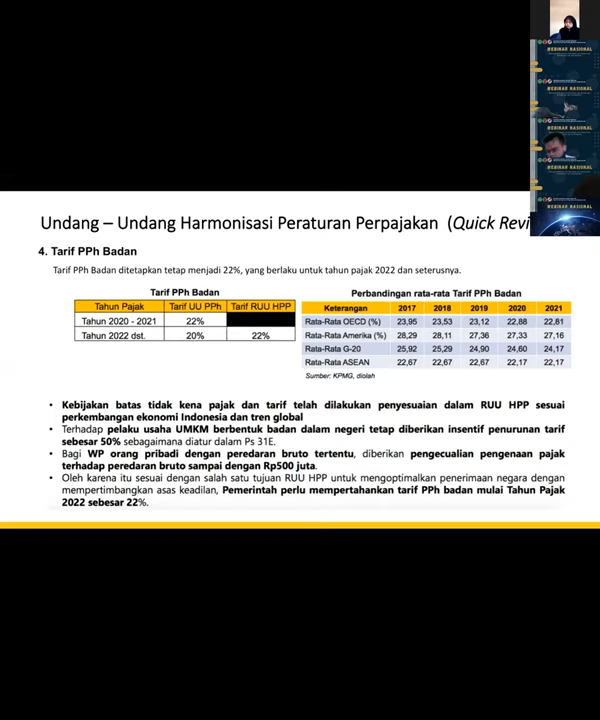 WEBINAR NASIONAL
WEBINAR NASIONAL
WEBINAR NASIONAL
WEBINAR NASIONAL
WEBINAR NASIONAL
Undang – Undang Harmonisasi Peraturan Perpajakan (Quick Revi
4. Tarif PPh Badan
Tarif PPh Badan ditetapkan tetap menjadi 22%, yang berlaku untuk tahun pajak 2022 dan seterusnya.
Tarif PPh Badan
Tahun Pajak Tarif UU PPh Tarif RUU HPP
Tahun 2020 - 2021 22%
Tahun 2022 dst. 20% 22%
Perbandingan rata-rata Tarif PPh Badan
Keterangan 2017 2018 2019 2020 2021
Rata-Rata OECD (%) 23,95 23,53 23,12 22,88 22,81
Rata-Rata Amerika (%) 28,29 28,11 27,36 27,33 27,16
Rata-Rata G-20 25,92 25,29 24,90 24,60 24,17
Rata-Rata ASEAN 22,67 22,67 22,67 22,17 22,17
Sumber: KPMG, diolah
• Kebijakan batas tidak kena pajak dan tarif telah dilakukan penyesuaian dalam RUU HPP sesuai
perkembangan ekonomi Indonesia dan tren global
• Terhadap pelaku usaha UMKM berbentuk badan dalam negeri tetap diberikan insentif penurunan tarif
sebesar 50% sebagaimana diatur dalam Ps 31E.
• Bagi WP orang pribadi dengan peredaran bruto tertentu, diberikan pengecualian pengenaan pajak
terhadap peredaran bruto sampai dengan Rp500 juta.
• Oleh karena itu sesuai dengan salah satu tujuan RUU HPP untuk mengoptimalkan penerimaan negara dengan
mempertimbangkan asas keadilan, Pemerintah perlu mempertahankan tarif PPh badan mulai Tahun Pajak
2022 sebesar 22%.